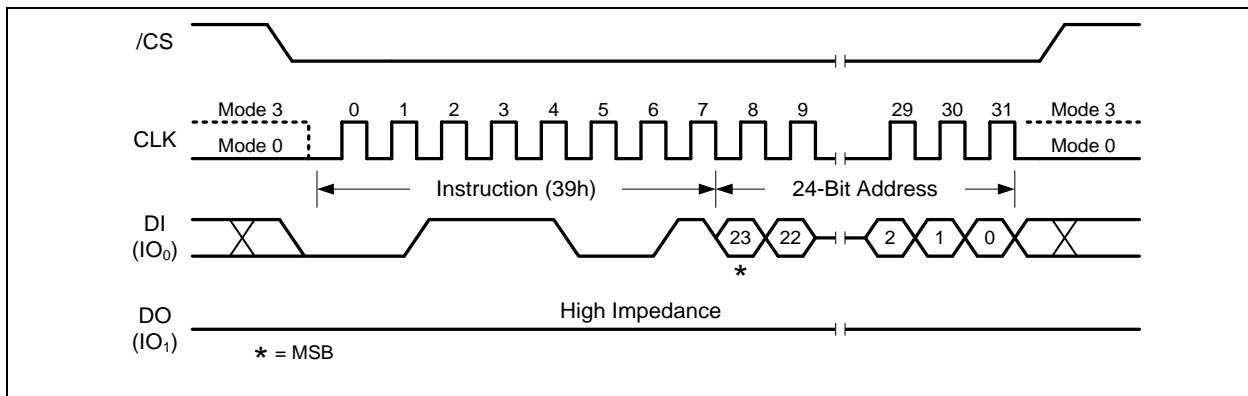 /CS
Mode 3 0 1 2 3 4 5 6 7 8 9 29 30 31 Mode 3
CLK
Mode 0 Mode 0
Instruction (39h) 24-Bit Address
DI
(IO₀)
23 22 2 1 0
*
High Impedance
DO
(IO₁)
* = MSB